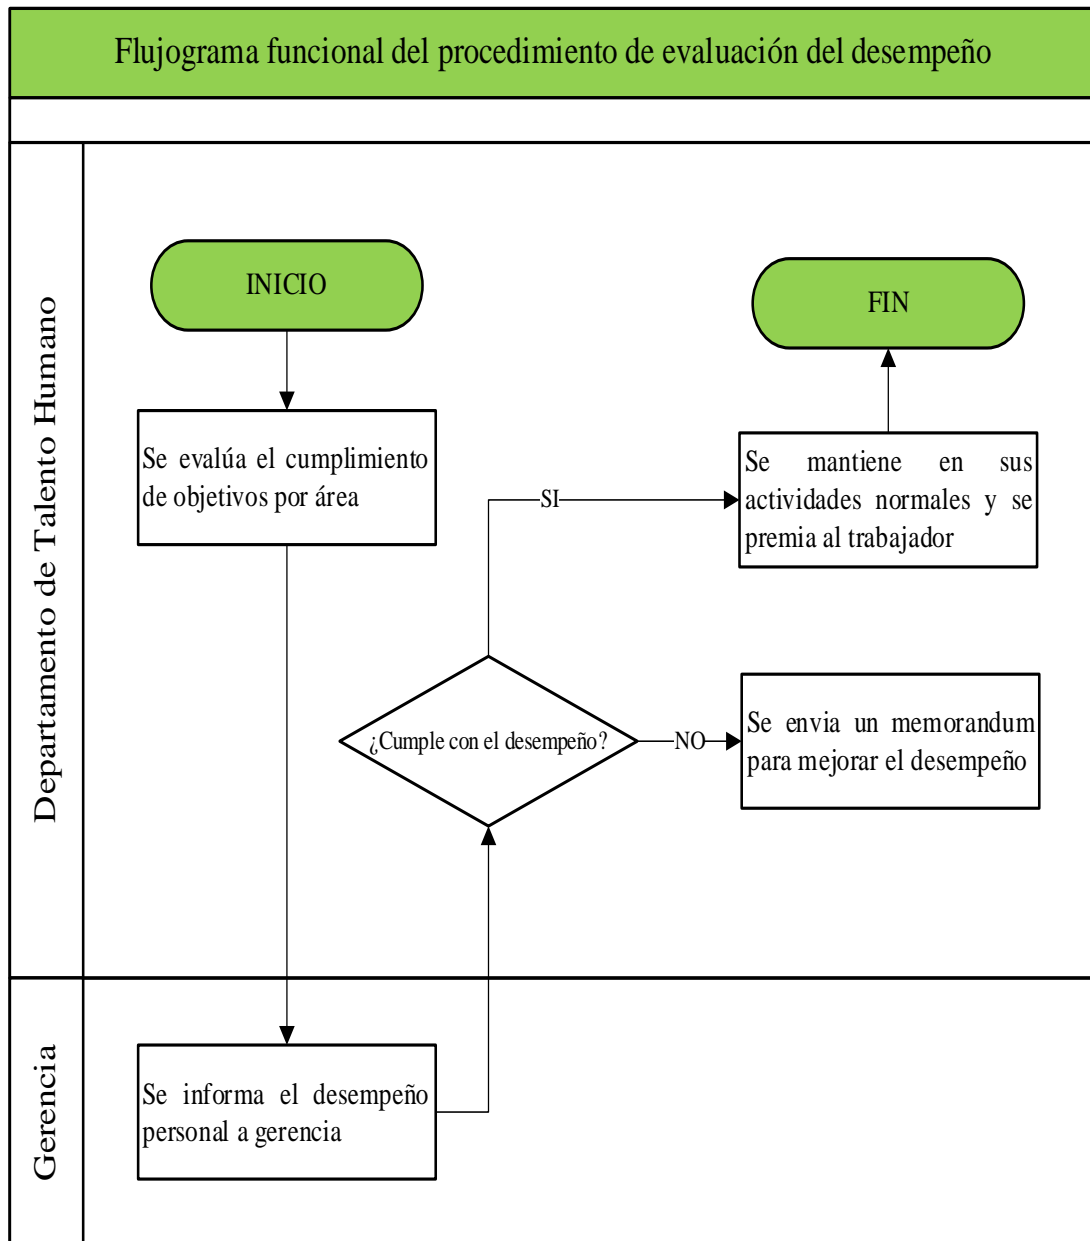 Flujograma funcional del procedimiento de evaluación del desempeño
Departamento de Talento Humano
INICIO
Se evalúa el cumplimiento
de objetivos por área
FIN
Se mantiene en sus
actividades normales y se
premia al trabajador
SI
¿Cumple con el desempeño?
NO
Se envia un memorandum
para mejorar el desempeño
Gerencia
Se informa el desempeño
personal a gerencia